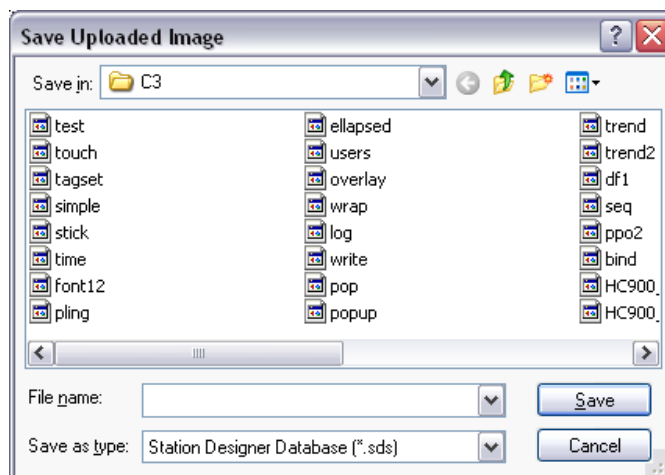 Save Uploaded Image
Save in: C3
test ellapsed trend
touch users trend2
tagset overlay df1
simple wrap seq
stick log ppo2
time write bind
font12 pop HC900_
pling popup HC900_
File name: Save
Save as type: Station Designer Database (*.sds) Cancel